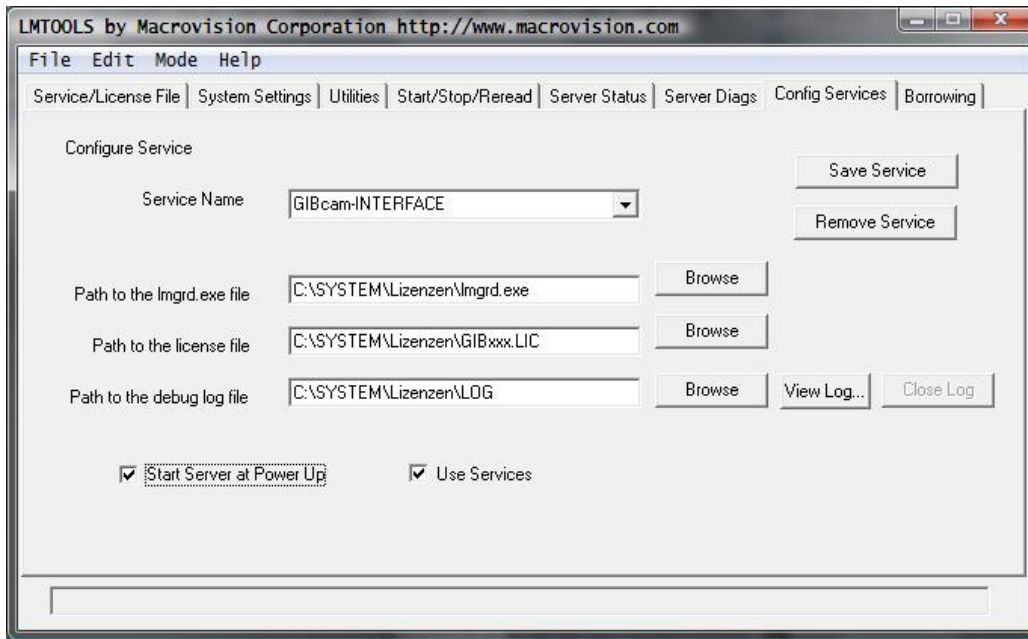 LMTOOLS by Macrovision Corporation http://www.macrovision.com
File Edit Mode Help
Service/License File System Settings Utilities Start/Stop/Reread Server Status Server Diags Config Services Borrowing
Configure Service
Save Service
Service Name GIBcam-INTERFACE
Remove Service
Path to the lmgrd.exe file C:\SYSTEM\Lizenzen\lmgrd.exe Browse
Path to the license file C:\SYSTEM\Lizenzen\GIBxxx.LIC Browse
Path to the debug log file C:\SYSTEM\Lizenzen\LOG Browse View Log... Close Log
Start Server at Power Up Use Services